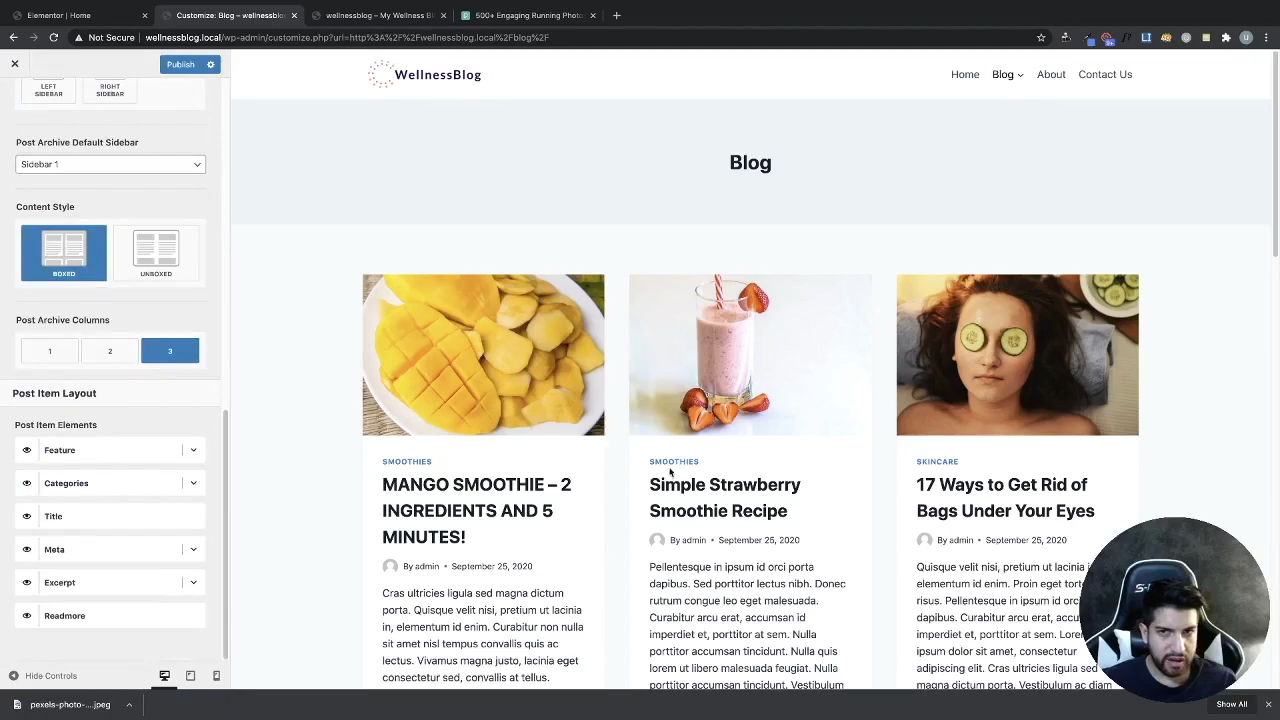 Elementor | Home
Customize: Blog – wellnessblo
wellnessblog – My Wellness Bl
500+ Engaging Running Photo
Not Secure | wellnessblog.local/wp-admin/customize.php?url=http%3A%2F%2Fwellnessblog.local%2Fblog%2F
Publish
LEFT SIDEBAR
RIGHT SIDEBAR
Post Archive Default Sidebar
Sidebar 1
Content Style
BOXED
UNBOXED
Post Archive Columns
1
2
3
Post Item Layout
Post Item Elements
Feature
Categories
Title
Meta
Excerpt
Readmore
Hide Controls
WellnessBlog
Home
Blog
About
Contact Us
Blog
SMOOTHIES
MANGO SMOOTHIE – 2
INGREDIENTS AND 5
MINUTES!
By admin • September 25, 2020
Cras ultricies ligula sed magna dictum
porta. Quisque velit nisi, pretium ut lacinia
in, elementum id enim. Curabitur non nulla
sit amet nisl tempus convallis quis ac
lectus. Vivamus magna justo, lacinia eget
consectetur sed, convallis at tellus.
SMOOTHIES
Simple Strawberry
Smoothie Recipe
By admin • September 25, 2020
Pellentesque in ipsum id orci porta
dapibus. Sed porttitor lectus nibh. Donec
rutrum congue leo eget malesuada.
Curabitur arcu erat, accumsan id
imperdiet et, porttitor at sem. Nulla
porttitor accumsan tincidunt. Nulla quis
lorem ut libero malesuada feugiat. Nulla
porttitor accumsan tincidunt. Vestibulum
SKINCARE
17 Ways to Get Rid of
Bags Under Your Eyes
By admin • September 25, 2020
Quisque velit nisi, pretium ut lacinia
elementum id enim. Proin eget tort
risus. Pellentesque in ipsum id
dapibus. Curabitur arcu erat, accu
imperdiet et, porttitor at sem. Lore
ipsum dolor sit amet, consectetur
adipiscing elit. Cras ultricies ligula sed
magna dictum porta. Vestibulum ac diam
pexels-photo-....jpeg
Show All